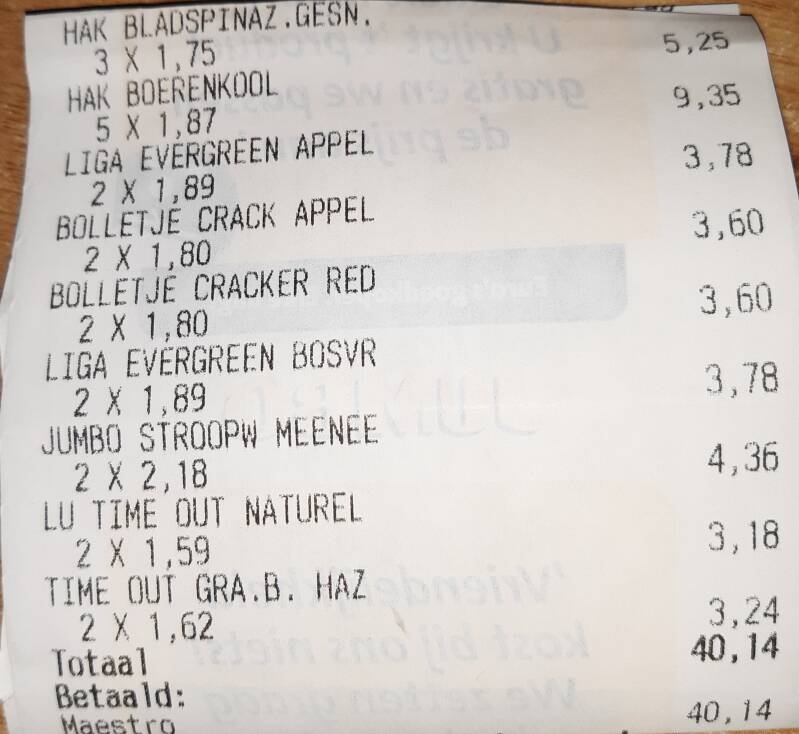 HAK BLADSPINAZ.GESN.
3 X 1,75 5,25
HAK BOERENKOOL
5 X 1,87 9,35
LIGA EVERGREEN APPEL
2 X 1,89 3,78
BOLLETJE CRACK APPEL
2 X 1,80 3,60
BOLLETJE CRACKER RED
2 X 1,80 3,60
LIGA EVERGREEN BOSVR
2 X 1,89 3,78
JUMBO STROOPW MEENEE
2 X 2,18 4,36
LU TIME OUT NATUREL
2 X 1,59 3,18
TIME OUT GRA.B. HAZ
2 X 1,62 3,24
Totaal 40,14
Betaald:
Maestro 40,14